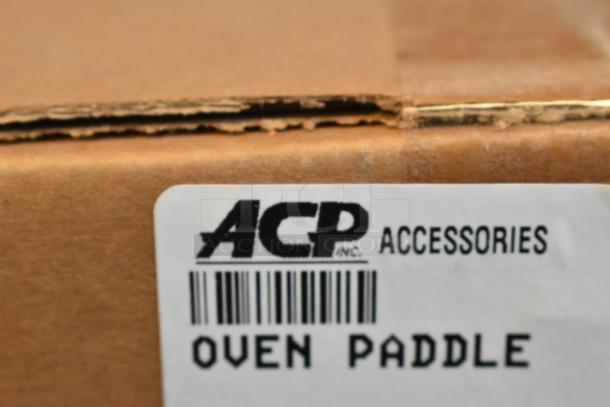 ACP INC. ACCESSORIES
OVEN PADDLE